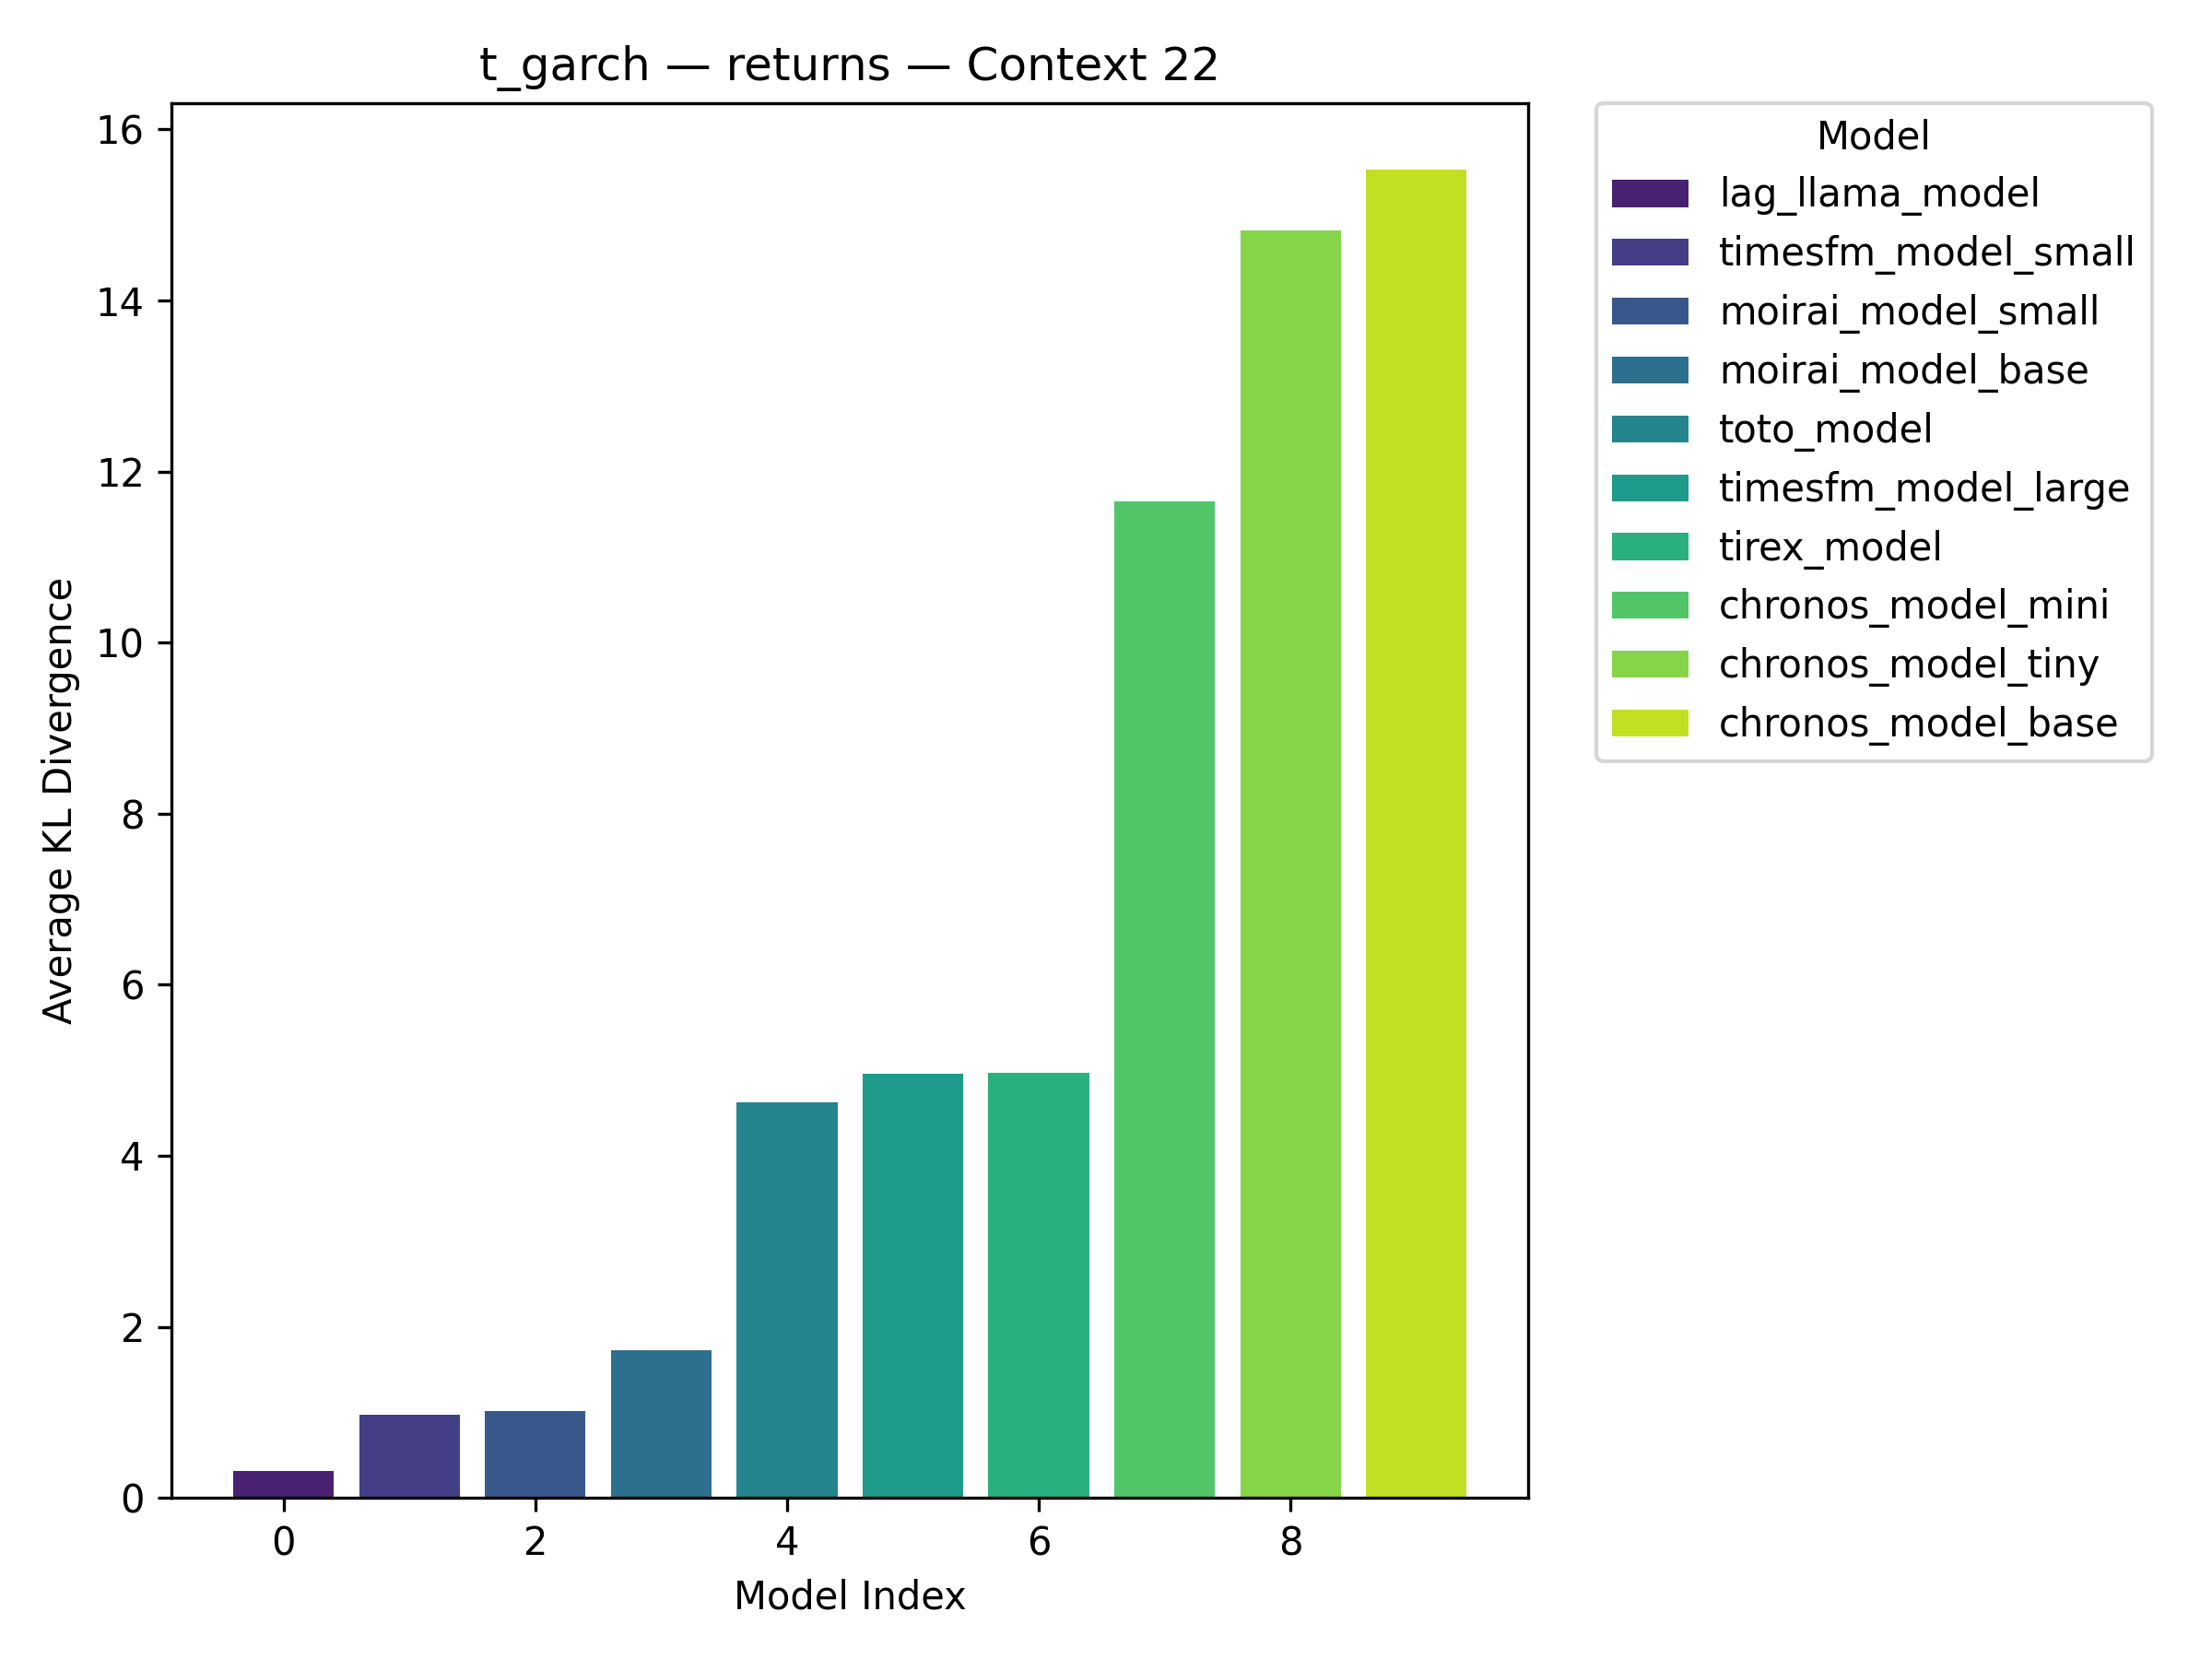 t_garch — returns — Context 22
Average KL Divergence
16
14
12
10
8
6
4
2
0
0 2 4 6 8
Model Index
Model
lag_llama_model
timesfm_model_small
moirai_model_small
moirai_model_base
toto_model
timesfm_model_large
tirex_model
chronos_model_mini
chronos_model_tiny
chronos_model_base